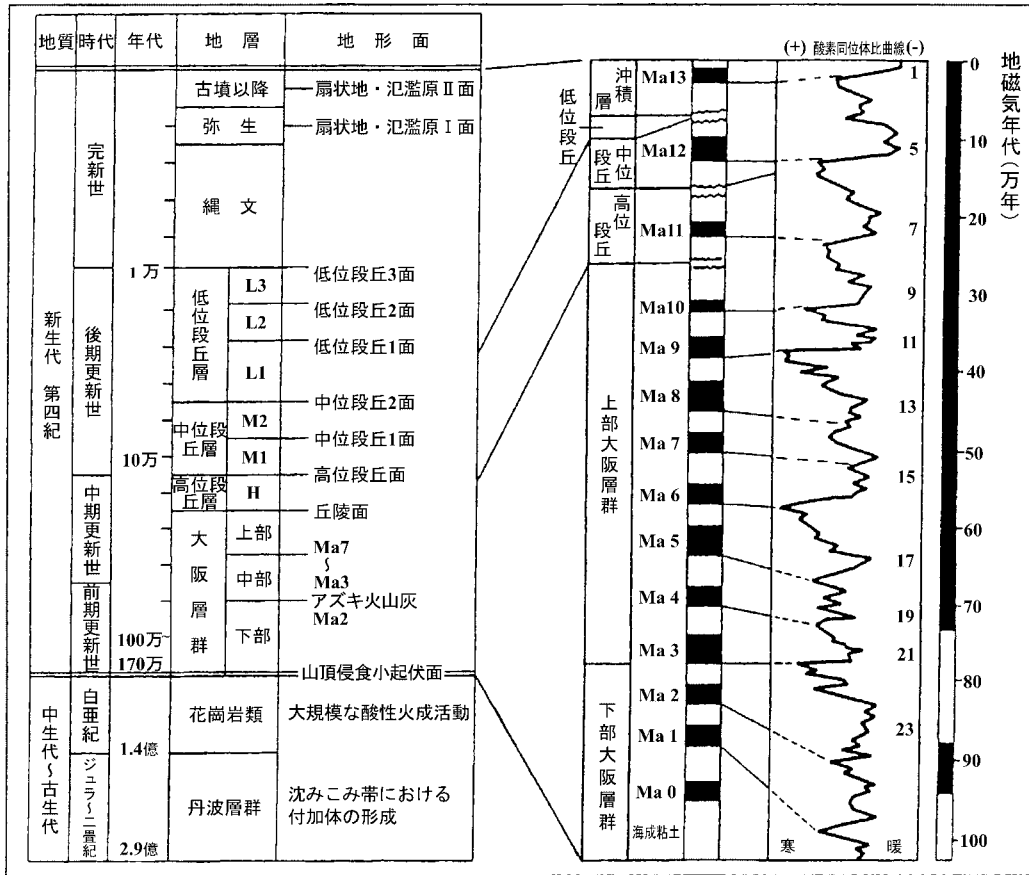 地質 時代 年代 地 層 地 形 面
新生代 第四紀
完新世
古墳以降 扇状地・氾濫原Ⅱ面
弥 生 扇状地・氾濫原Ⅰ面
縄 文
1万
後期更新世
低位段丘層
L3 低位段丘3面
L2 低位段丘2面
L1 低位段丘1面
中位段丘2面
中位段丘層
M2
M1 中位段丘1面
10万
高位段丘面
中期更新世
高位段丘層
H
丘陵面
大阪層群
上部
Ma7
〜
中部
Ma3
アズキ火山灰
Ma2
前期更新世
下部
100万
170万
山頂侵食小起伏面
中生代〜古生代
白亜紀
花崗岩類 大規模な酸性火成活動
1.4億
ジュラ〜二畳紀
丹波層群
沈みこみ帯における
付加体の形成
2.9億
(+) 酸素同位体比曲線(-)
地磁気年代(万年)
沖積層
低位段丘
中位段丘
高位段丘
上部大阪層群
下部大阪層群
Ma13
Ma12
Ma11
Ma10
Ma 9
Ma 8
Ma 7
Ma 6
Ma 5
Ma 4
Ma 3
Ma 2
Ma 1
Ma 0
海成粘土
1
5
7
9
11
13
15
17
19
21
23
寒 暖
0
10
20
30
40
50
60
70
80
90
100